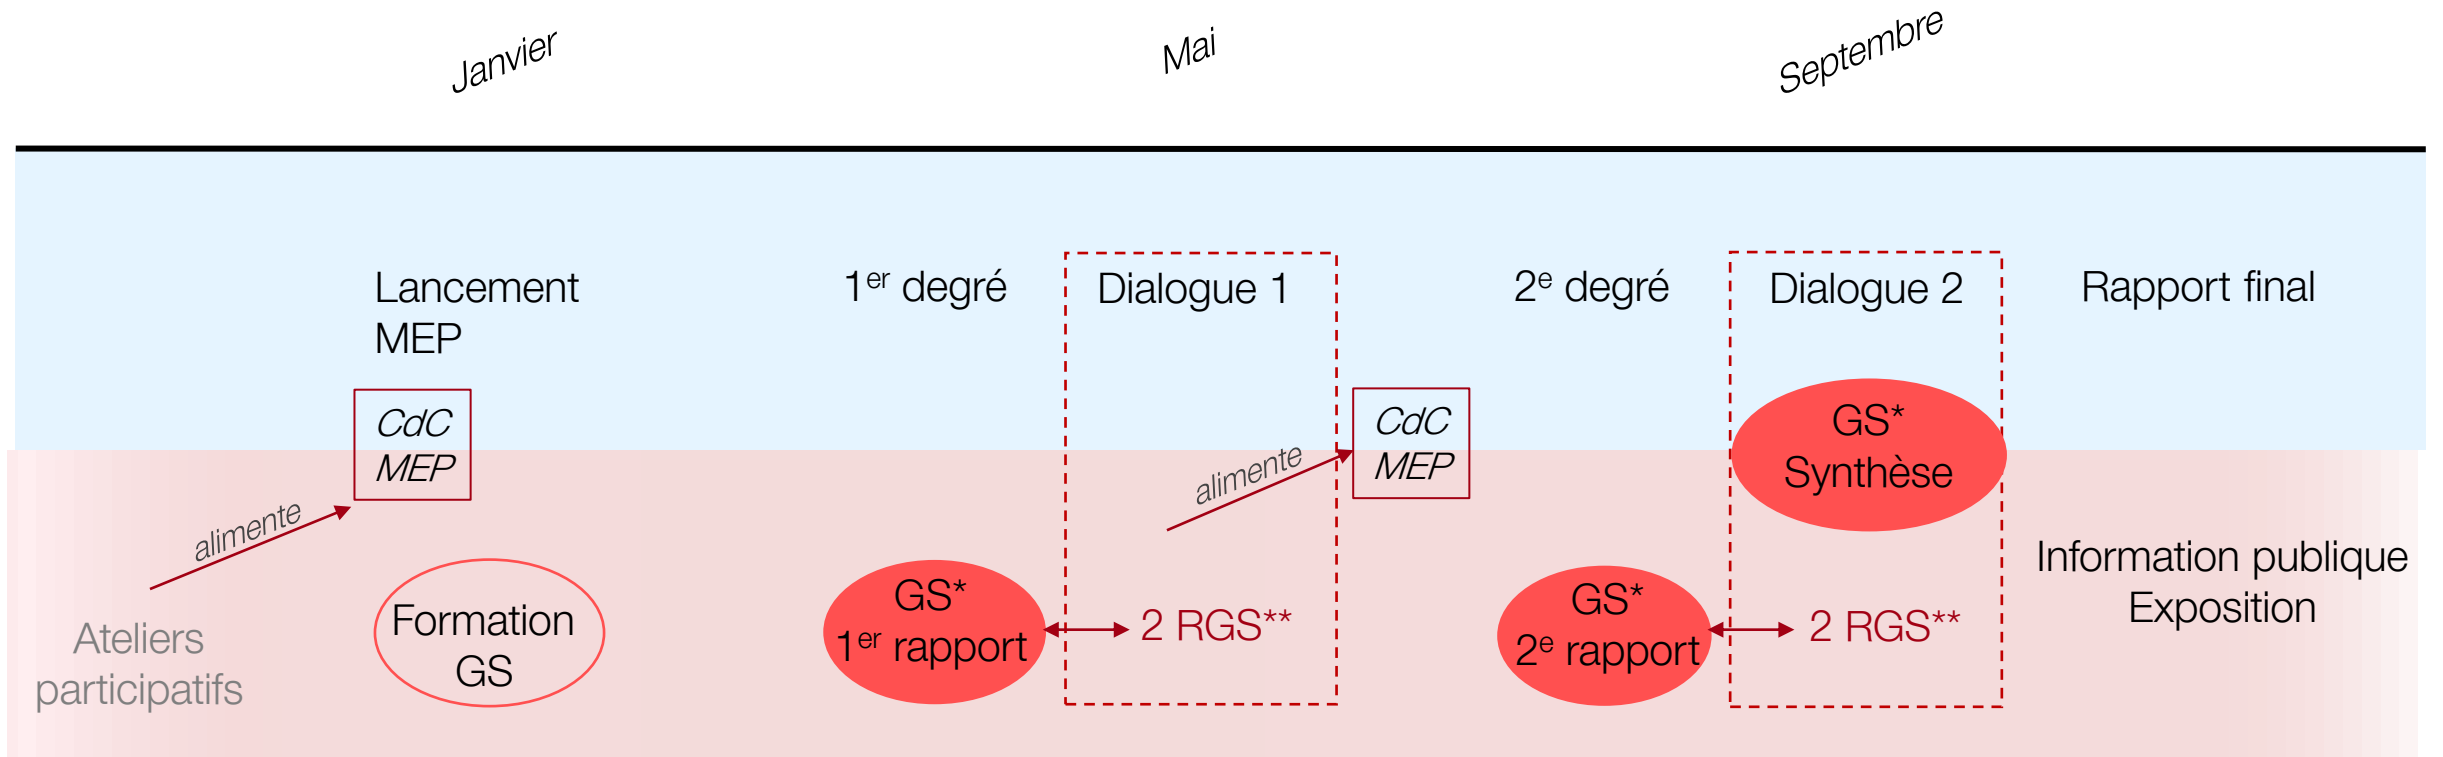 Janvier
Mai
Septembre
Lancement
MEP
1er degré
Dialogue 1
2e degré
Dialogue 2
Rapport final
CdC
MEP
CdC
MEP
GS*
Synthèse
alimente
alimente
Ateliers
participatifs
Formation
GS
GS*
1er rapport
2 RGS**
GS*
2e rapport
2 RGS**
Information publique
Exposition